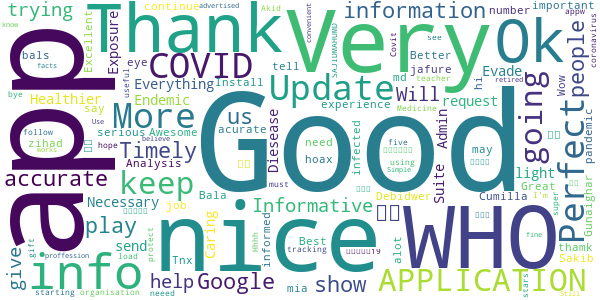 app
Thank
Very
Ok
Good
nice
WHO
info
COVID
Update
More
us
keep
Timely
accurate
play
Google
help
show
give
APPLICATION
Perfect
people
going
information
trying
continue
Akid
advertised
convenient
number
important
appw
coronavirus
know
Excellent
Exposure
bals
facts
useful
eye
Everything
Install
tell
SAJJTDMAHUMD
Covit
see
Better
jafure
Evade
md
hi
Wow
teacher
retired
pandemic
Healthier
say
Endemic
experience
Will
request
bye
Use
follow
zihad
works
hope
serious
Awesome
acurate
Analysis
Diesease
need
hoax
infected
five
using
Simple
Medicine
believe
Admin
Suite
may
light
Great
I'm
super
must
Necessary
Informative
Bala
job
Caring
Debidwer
Cumilla
Gunaighar
thamk
Sakib
send
gift
protect
proffession
load
starting
organisation
neeed
Tnx
Hhhh
informed
Best
tracking
alot
mia
19
stars
fine